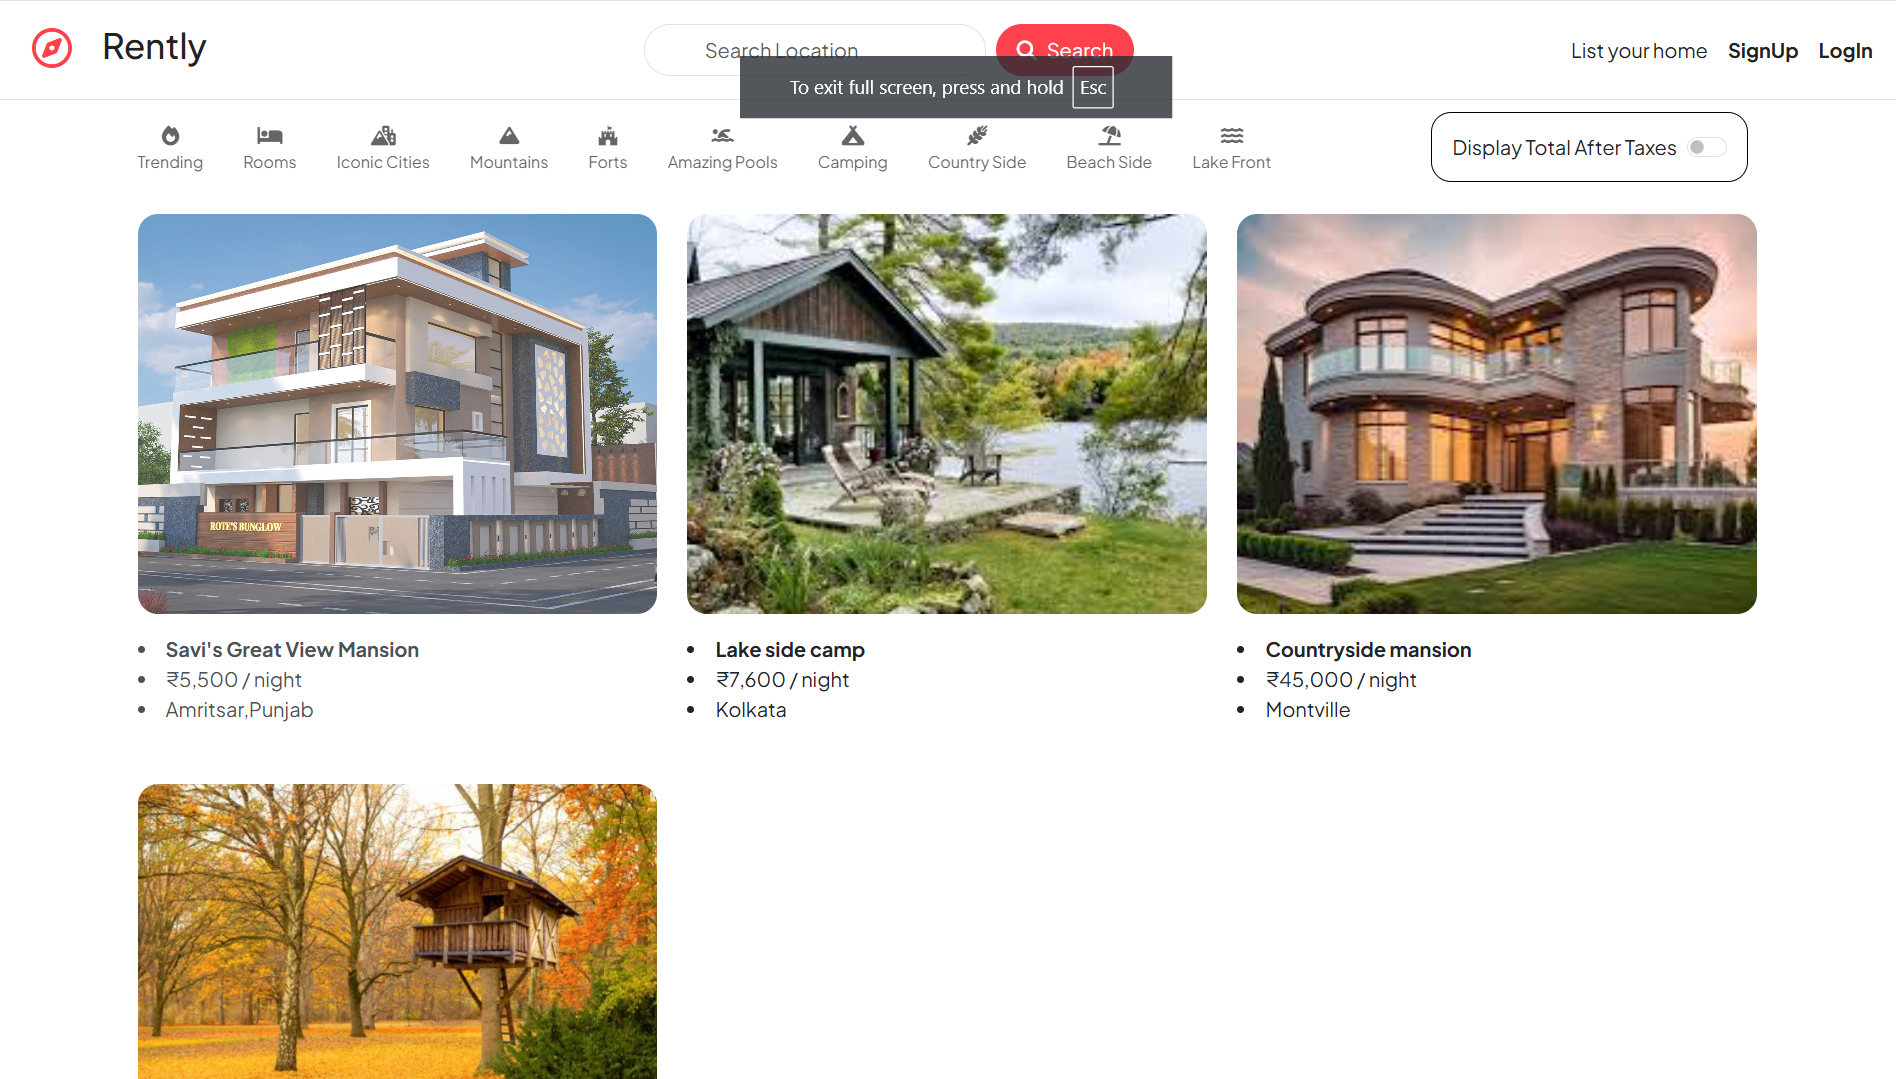 Rently
Search Location
Search
List your home
SignUp
LogIn
To exit full screen, press and hold Esc
Trending
Rooms
Iconic Cities
Mountains
Forts
Amazing Pools
Camping
Country Side
Beach Side
Lake Front
Display Total After Taxes
ROTE'S BUNGLOW
Savi's Great View Mansion
₹5,500 / night
Amritsar,Punjab
Lake side camp
₹7,600 / night
Kolkata
Countryside mansion
₹45,000 / night
Montville